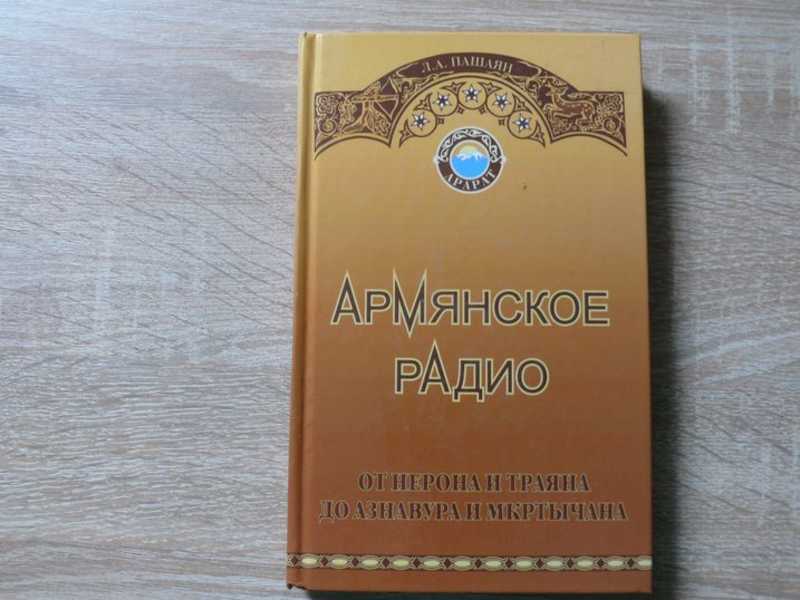 Л.А. ПАШАЯН
АРАРАТ
АРМЯНСКОЕ
РАДИО
ОТ НЕРОНА И ТРАЯНА
ДО АЗНАВУРА И МКРТЫЧАНА